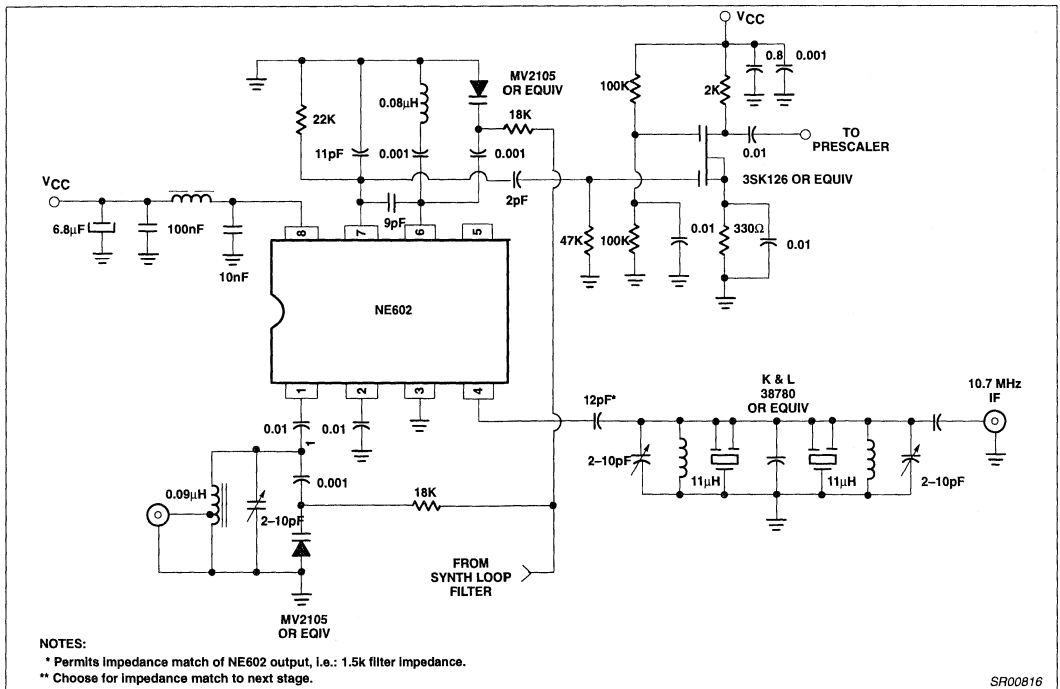 VCC
0.8
0.001
100K
2K
MV2105
OR EQUIV
0.08μH
18K
22K
11pF
0.001
0.001
0.01
TO
PRESCALER
3SK126 OR EQUIV
2pF
9pF
VCC
6.8μF
100nF
10nF
8
7
6
5
47K
100K
0.01
330Ω
0.01
NE602
1
2
3
4
0.01
0.01
1
0.001
0.09μH
2–10pF
18K
12pF*
K & L
38780
OR EQUIV
10.7 MHz
IF
2–10pF
11μH
11μH
2–10pF
FROM
SYNTH LOOP
FILTER
MV2105
OR EQIV
NOTES:
* Permits impedance match of NE602 output, i.e.: 1.5k filter impedance.
** Choose for impedance match to next stage.
SR00816